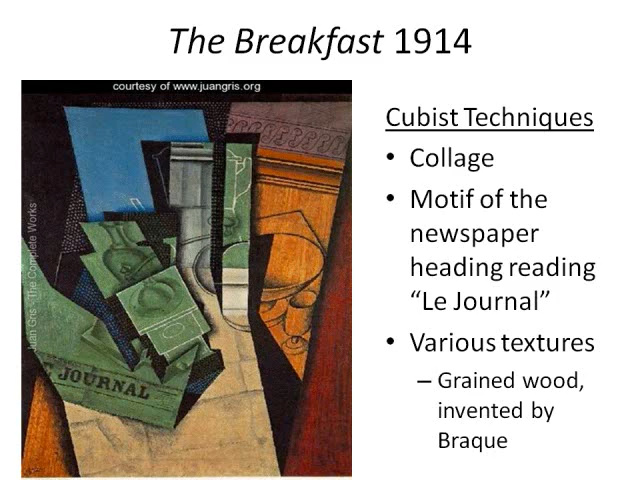 The Breakfast 1914
courtesy of www.juangris.org
Juan Gris - The Complete Works
E JOURNAL
Cubist Techniques
• Collage
• Motif of the
newspaper
heading reading
“Le Journal”
• Various textures
– Grained wood,
invented by
Braque